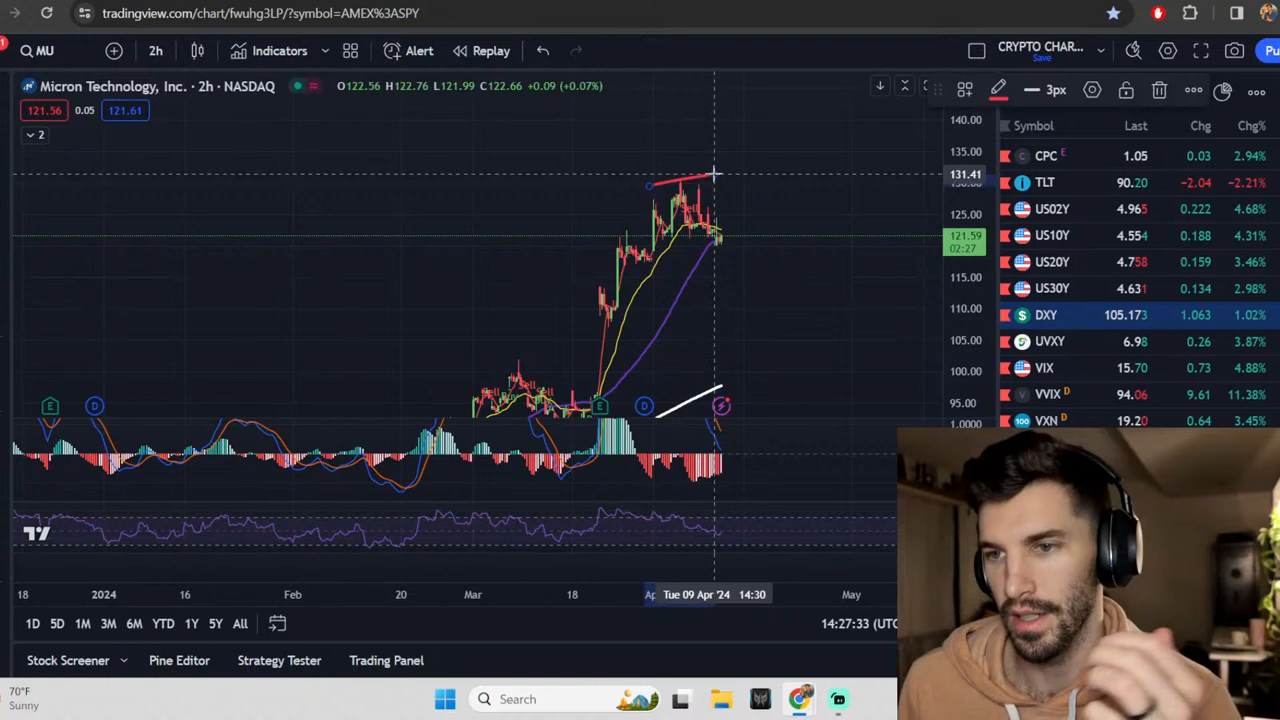 tradingview.com/chart/fwuhg3LP/?symbol=AMEX%3ASPY
1
MU
2h
Indicators
Alert
Replay
CRYPTO CHAR...
Save
Pu
Micron Technology, Inc. · 2h · NASDAQ
O122.56 H122.76 L121.99 C122.66 +0.09 (+0.07%)
3px
121.56 0.05 121.61
2
140.00
135.00
131.41
125.00
121.59
02:27
115.00
110.00
105.00
100.00
95.00
1.0000
Sell
Sell
Sell
E D E D
Symbol Last Chg Chg%
CPC E 1.05 0.03 2.94%
TLT 90.20 −2.04 −2.21%
US02Y 4.965 0.222 4.68%
US10Y 4.554 0.188 4.31%
US20Y 4.758 0.159 3.46%
US30Y 4.631 0.134 2.98%
DXY 105.173 1.063 1.02%
UVXY 6.98 0.26 3.87%
VIX 15.70 0.73 4.88%
VVIX D 94.06 9.61 11.38%
VXN D 19.20 0.64 3.45%
18 2024 16 Feb 20 Mar 18 Ap Tue 09 Apr '24 14:30 May
1D 5D 1M 3M 6M YTD 1Y 5Y All
14:27:33 (UTC
Stock Screener
Pine Editor
Strategy Tester
Trading Panel
70°F
Sunny
Search